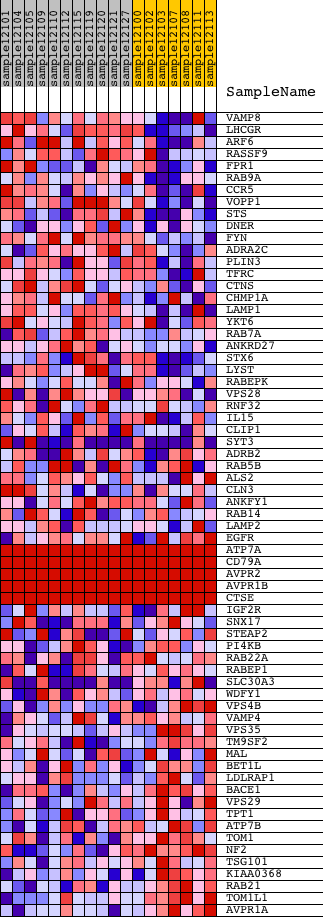 sample12101
sample12104
sample12105
sample12109
sample12110
sample12112
sample12115
sample12119
sample12120
sample12121
sample12127
sample12100
sample12102
sample12103
sample12107
sample12108
sample12111
sample12113
SampleName
VAMP8
LHCGR
ARF6
RASSF9
FPR1
RAB9A
CCR5
VOPP1
STS
DNER
FYN
ADRA2C
PLIN3
TFRC
CTNS
CHMP1A
LAMP1
YKT6
RAB7A
ANKRD27
STX6
LYST
RABEPK
VPS28
RNF32
IL15
CLIP1
SYT3
ADRB2
RAB5B
ALS2
CLN3
ANKFY1
RAB14
LAMP2
EGFR
ATP7A
CD79A
AVPR2
AVPR1B
CTSE
IGF2R
SNX17
STEAP2
PI4KB
RAB22A
RABEP1
SLC30A3
WDFY1
VPS4B
VAMP4
VPS35
TM9SF2
MAL
BET1L
LDLRAP1
BACE1
VPS29
TPT1
ATP7B
TOM1
NF2
TSG101
KIAA0368
RAB21
TOM1L1
AVPR1A